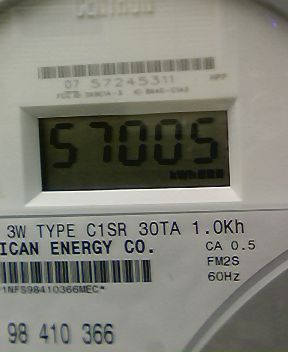 CENTRON
07 57245311
57005
kWh
3W TYPE C1SR 30TA 1.0Kh
ICAN ENERGY CO.
CA 0.5
FM2S
60Hz
1NFS98410366MEC*
98 410 366